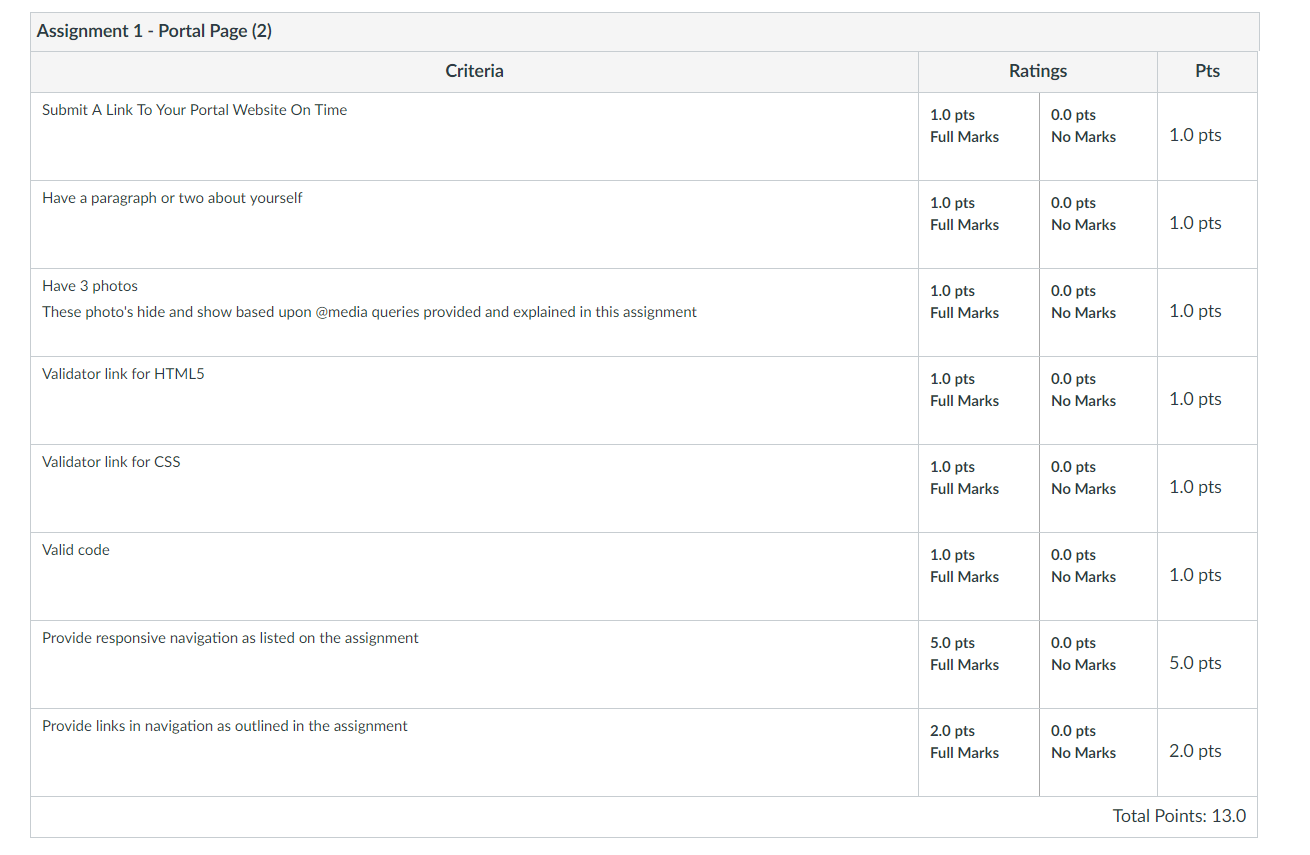 Assignment 1 - Portal Page (2)
Criteria Ratings Pts
Submit A Link To Your Portal Website On Time
1.0 pts
Full Marks
0.0 pts
No Marks
1.0 pts
Have a paragraph or two about yourself
1.0 pts
Full Marks
0.0 pts
No Marks
1.0 pts
Have 3 photos
These photo's hide and show based upon @media queries provided and explained in this assignment
1.0 pts
Full Marks
0.0 pts
No Marks
1.0 pts
Validator link for HTML5
1.0 pts
Full Marks
0.0 pts
No Marks
1.0 pts
Validator link for CSS
1.0 pts
Full Marks
0.0 pts
No Marks
1.0 pts
Valid code
1.0 pts
Full Marks
0.0 pts
No Marks
1.0 pts
Provide responsive navigation as listed on the assignment
5.0 pts
Full Marks
0.0 pts
No Marks
5.0 pts
Provide links in navigation as outlined in the assignment
2.0 pts
Full Marks
0.0 pts
No Marks
2.0 pts
Total Points: 13.0